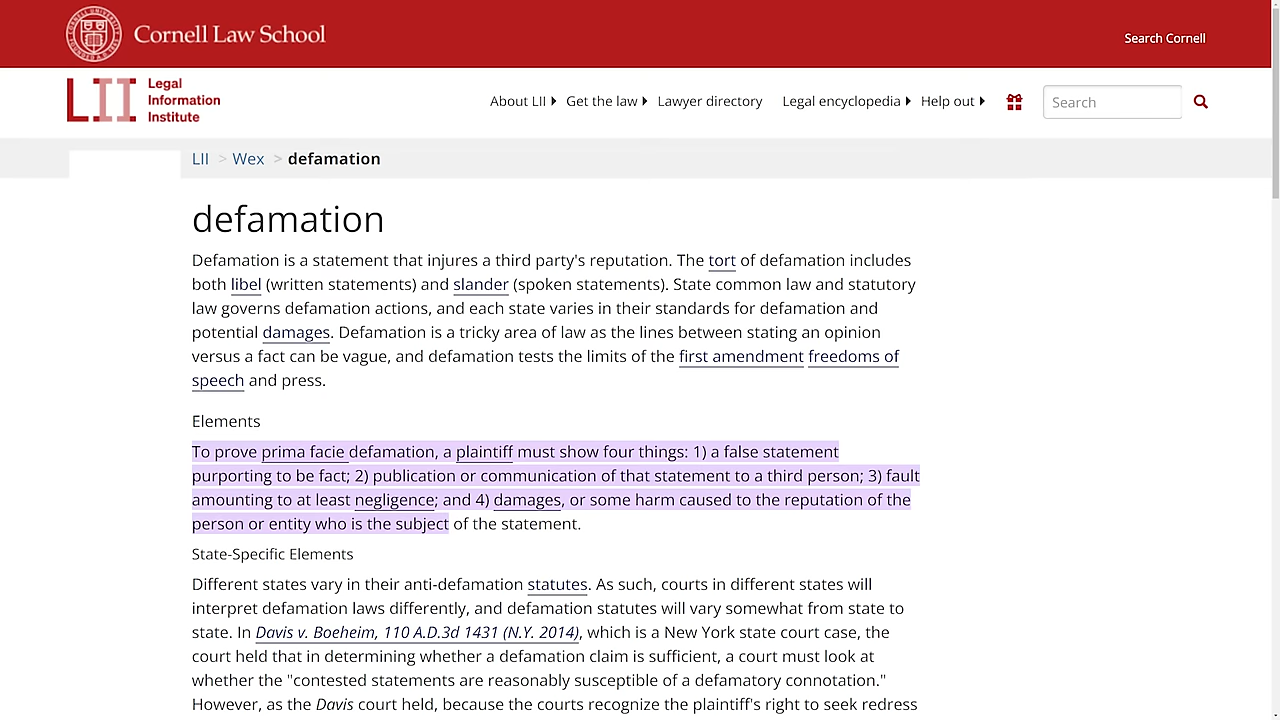 Cornell Law School
Search Cornell
LII Legal
Information
Institute
About LII Get the law Lawyer directory Legal encyclopedia Help out Search
LII > Wex > defamation
defamation
Defamation is a statement that injures a third party's reputation. The tort of defamation includes
both libel (written statements) and slander (spoken statements). State common law and statutory
law governs defamation actions, and each state varies in their standards for defamation and
potential damages. Defamation is a tricky area of law as the lines between stating an opinion
versus a fact can be vague, and defamation tests the limits of the first amendment freedoms of
speech and press.
Elements
To prove prima facie defamation, a plaintiff must show four things: 1) a false statement
purporting to be fact; 2) publication or communication of that statement to a third person; 3) fault
amounting to at least negligence; and 4) damages, or some harm caused to the reputation of the
person or entity who is the subject of the statement.
State-Specific Elements
Different states vary in their anti-defamation statutes. As such, courts in different states will
interpret defamation laws differently, and defamation statutes will vary somewhat from state to
state. In Davis v. Boeheim, 110 A.D.3d 1431 (N.Y. 2014), which is a New York state court case, the
court held that in determining whether a defamation claim is sufficient, a court must look at
whether the "contested statements are reasonably susceptible of a defamatory connotation."
However, as the Davis court held, because the courts recognize the plaintiff's right to seek redress